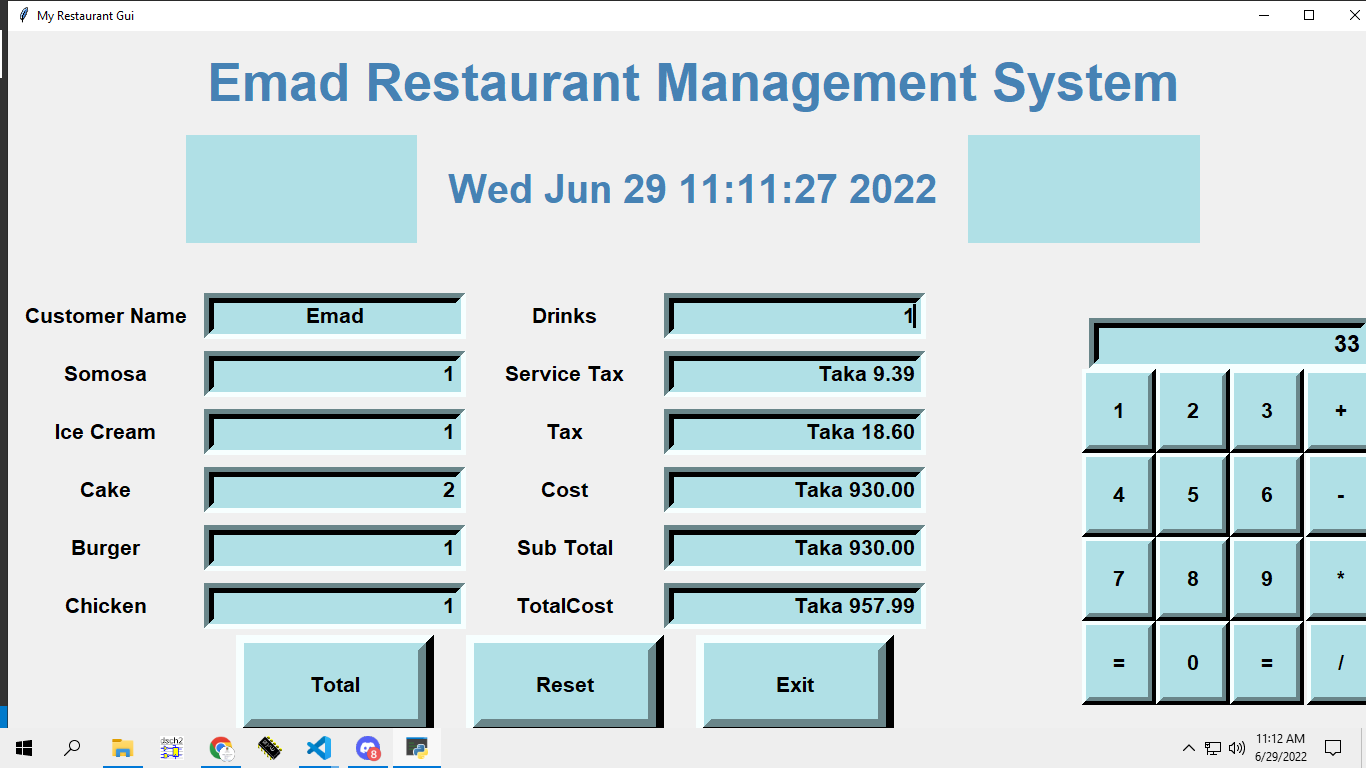 My Restaurant Gui
Emad Restaurant Management System
Wed Jun 29 11:11:27 2022
Customer Name Emad Drinks 1
33
Somosa 1 Service Tax Taka 9.39
1 2 3 +
Ice Cream 1 Tax Taka 18.60
Cake 2 Cost Taka 930.00
4 5 6 -
Burger 1 Sub Total Taka 930.00
7 8 9 *
Chicken 1 TotalCost Taka 957.99
= 0 = /
Total Reset Exit
dsch2
8
11:12 AM
6/29/2022